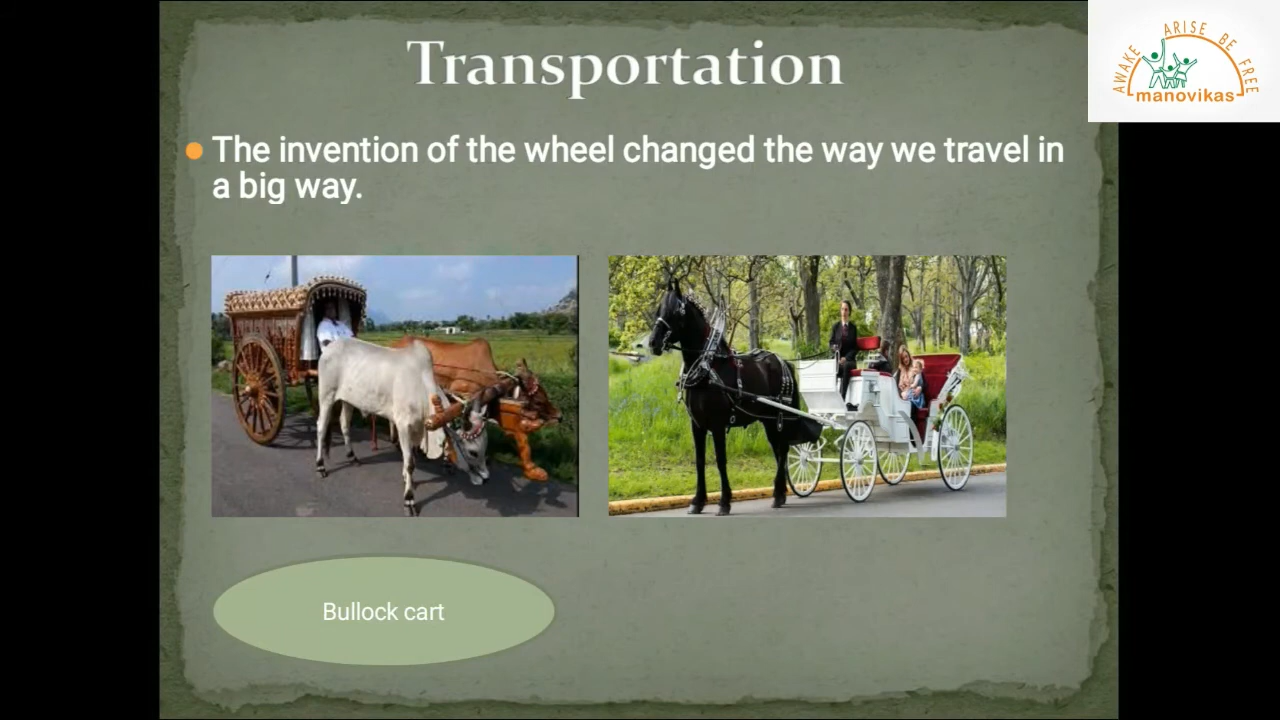 Transportation
AWAKE ARISE BE FREE
manovikas
The invention of the wheel changed the way we travel in
a big way.
Bullock cart